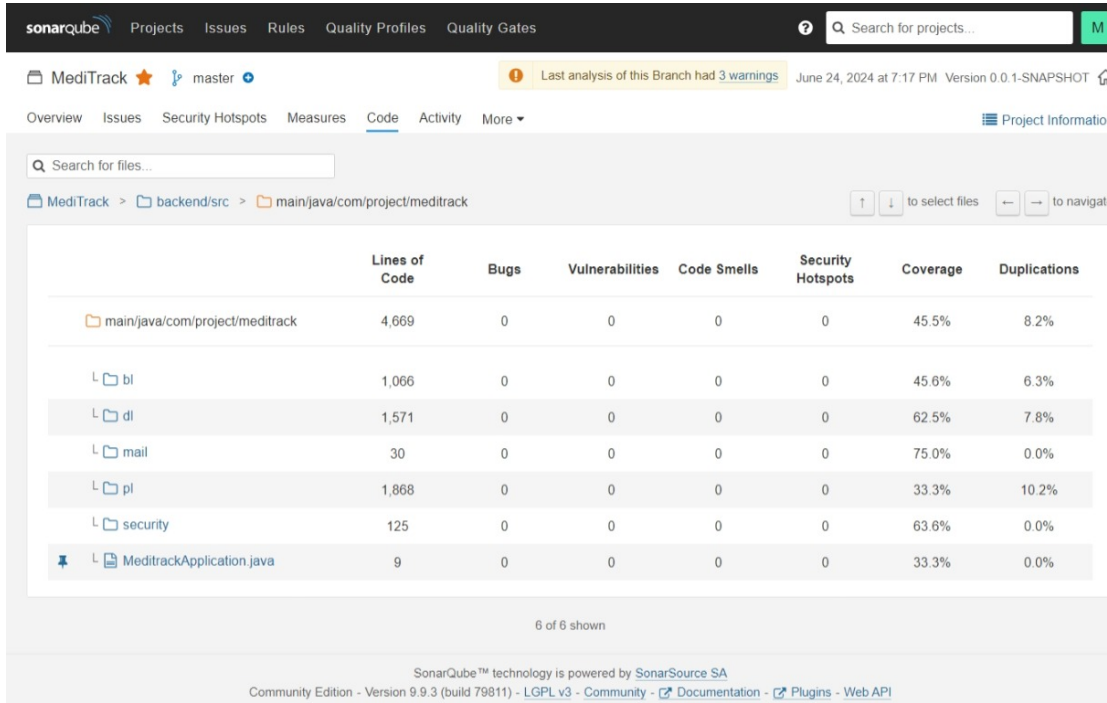 sonarqube Projects Issues Rules Quality Profiles Quality Gates ? Search for projects... M
MediTrack master Last analysis of this Branch had 3 warnings June 24, 2024 at 7:17 PM Version 0.0.1-SNAPSHOT
Overview Issues Security Hotspots Measures Code Activity More Project Informatio
Search for files...
MediTrack > backend/src > main/java/com/project/meditrack ↑ ↓ to select files ← → to navigat
Lines of Code Bugs Vulnerabilities Code Smells Security Hotspots Coverage Duplications
main/java/com/project/meditrack 4,669 0 0 0 0 45.5% 8.2%
bl 1,066 0 0 0 0 45.6% 6.3%
dl 1,571 0 0 0 0 62.5% 7.8%
mail 30 0 0 0 0 75.0% 0.0%
pl 1,868 0 0 0 0 33.3% 10.2%
security 125 0 0 0 0 63.6% 0.0%
MeditrackApplication.java 9 0 0 0 0 33.3% 0.0%
6 of 6 shown
SonarQube™ technology is powered by SonarSource SA
Community Edition - Version 9.9.3 (build 79811) - LGPL v3 - Community - Documentation - Plugins - Web API